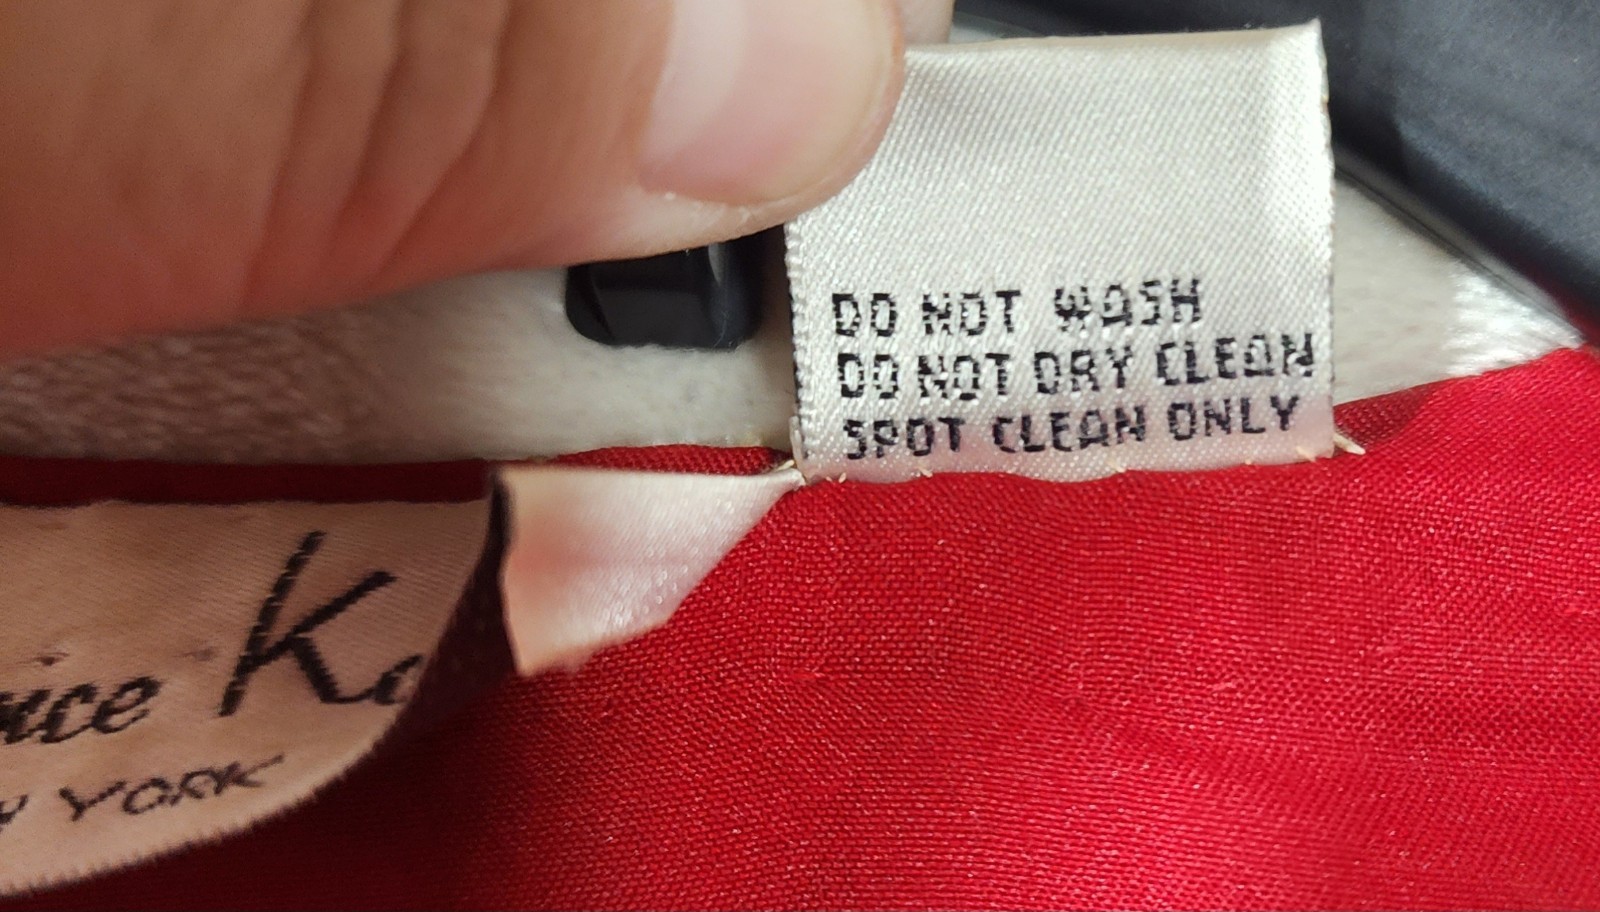 DO NOT WASH
DO NOT DRY CLEAN
SPOT CLEAN ONLY
YORK